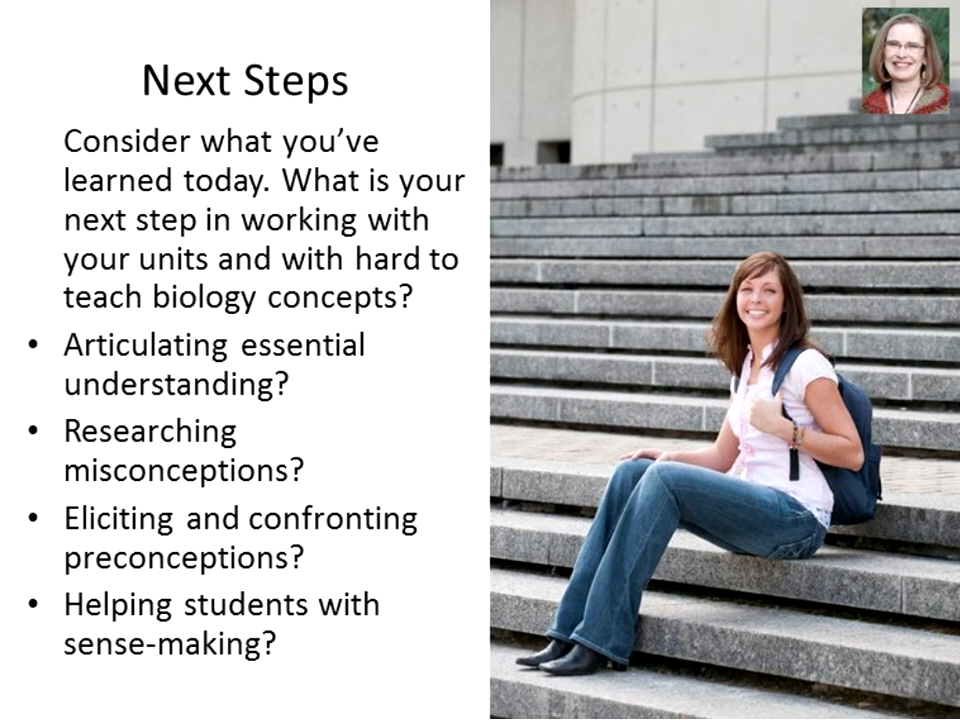 Next Steps
Consider what you’ve
learned today. What is your
next step in working with
your units and with hard to
teach biology concepts?
• Articulating essential
understanding?
• Researching
misconceptions?
• Eliciting and confronting
preconceptions?
• Helping students with
sense-making?